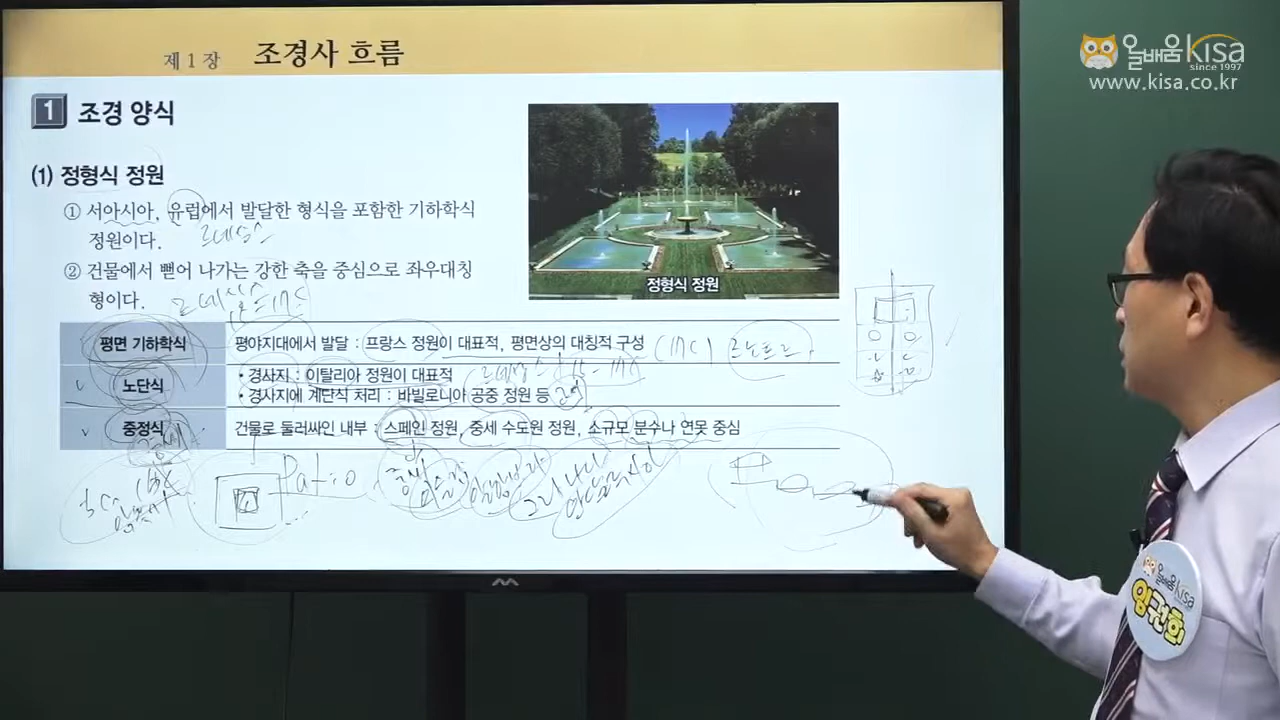 제 1 장 조경사 흐름
올배움 kisa
since 1997
www.kisa.co.kr
1 조경 양식
(1) 정형식 정원
① 서아시아, 유럽에서 발달한 형식을 포함한 기하학식
정원이다.
② 건물에서 뻗어 나가는 강한 축을 중심으로 좌우대칭
형이다.
정형식 정원
평면 기하학식 평야지대에서 발달 : 프랑스 정원이 대표적, 평면상의 대칭적 구성 (17C) 르노트르
노단식 • 경사지 : 이탈리아 정원이 대표적
• 경사지에 계단식 처리 : 바빌로니아 공중 정원 등
중정식 건물로 둘러싸인 내부 : 스페인 정원, 중세 수도원 정원, 소규모 분수나 연못 중심
Patio
올배움 kisa
임권희